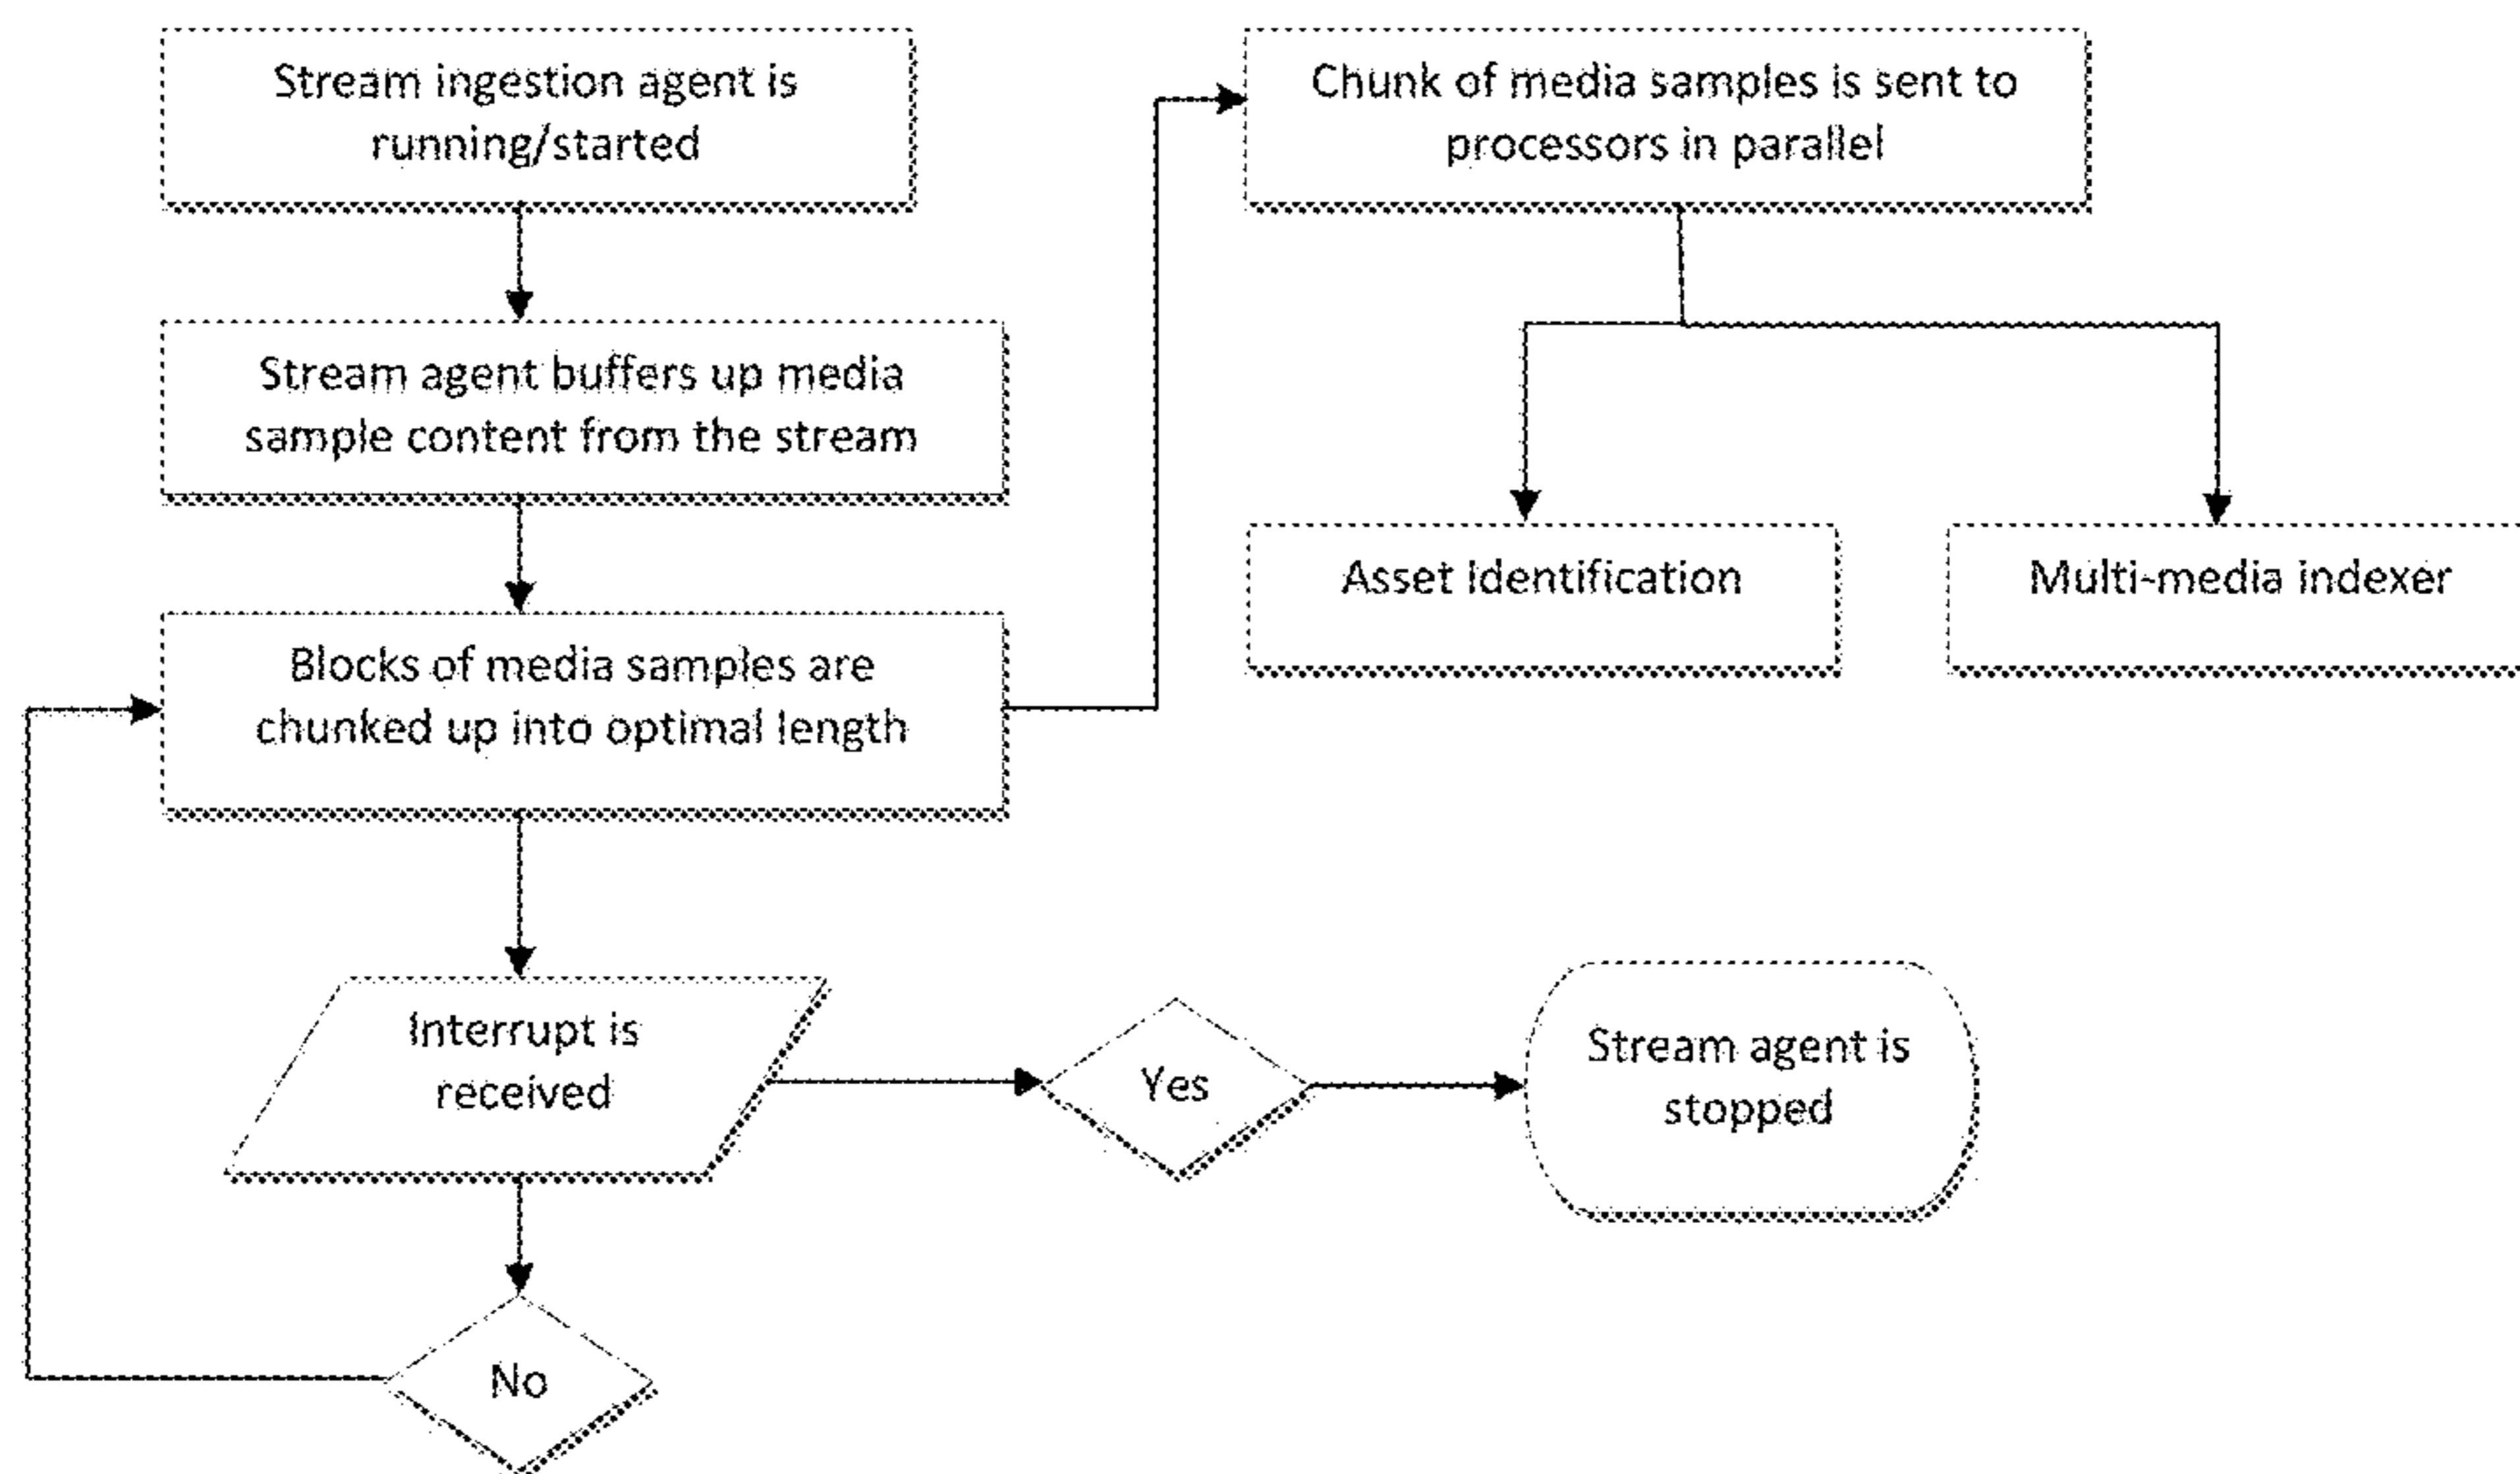 Stream ingestion agent is
running/started
Stream agent buffers up media
sample content from the stream
Blocks of media samples are
chunked up into optimal length
Chunk of media samples is sent to
processors in parallel
Asset Identification
Multi-media indexer
Interrupt is
received
Yes
Stream agent is
stopped
No